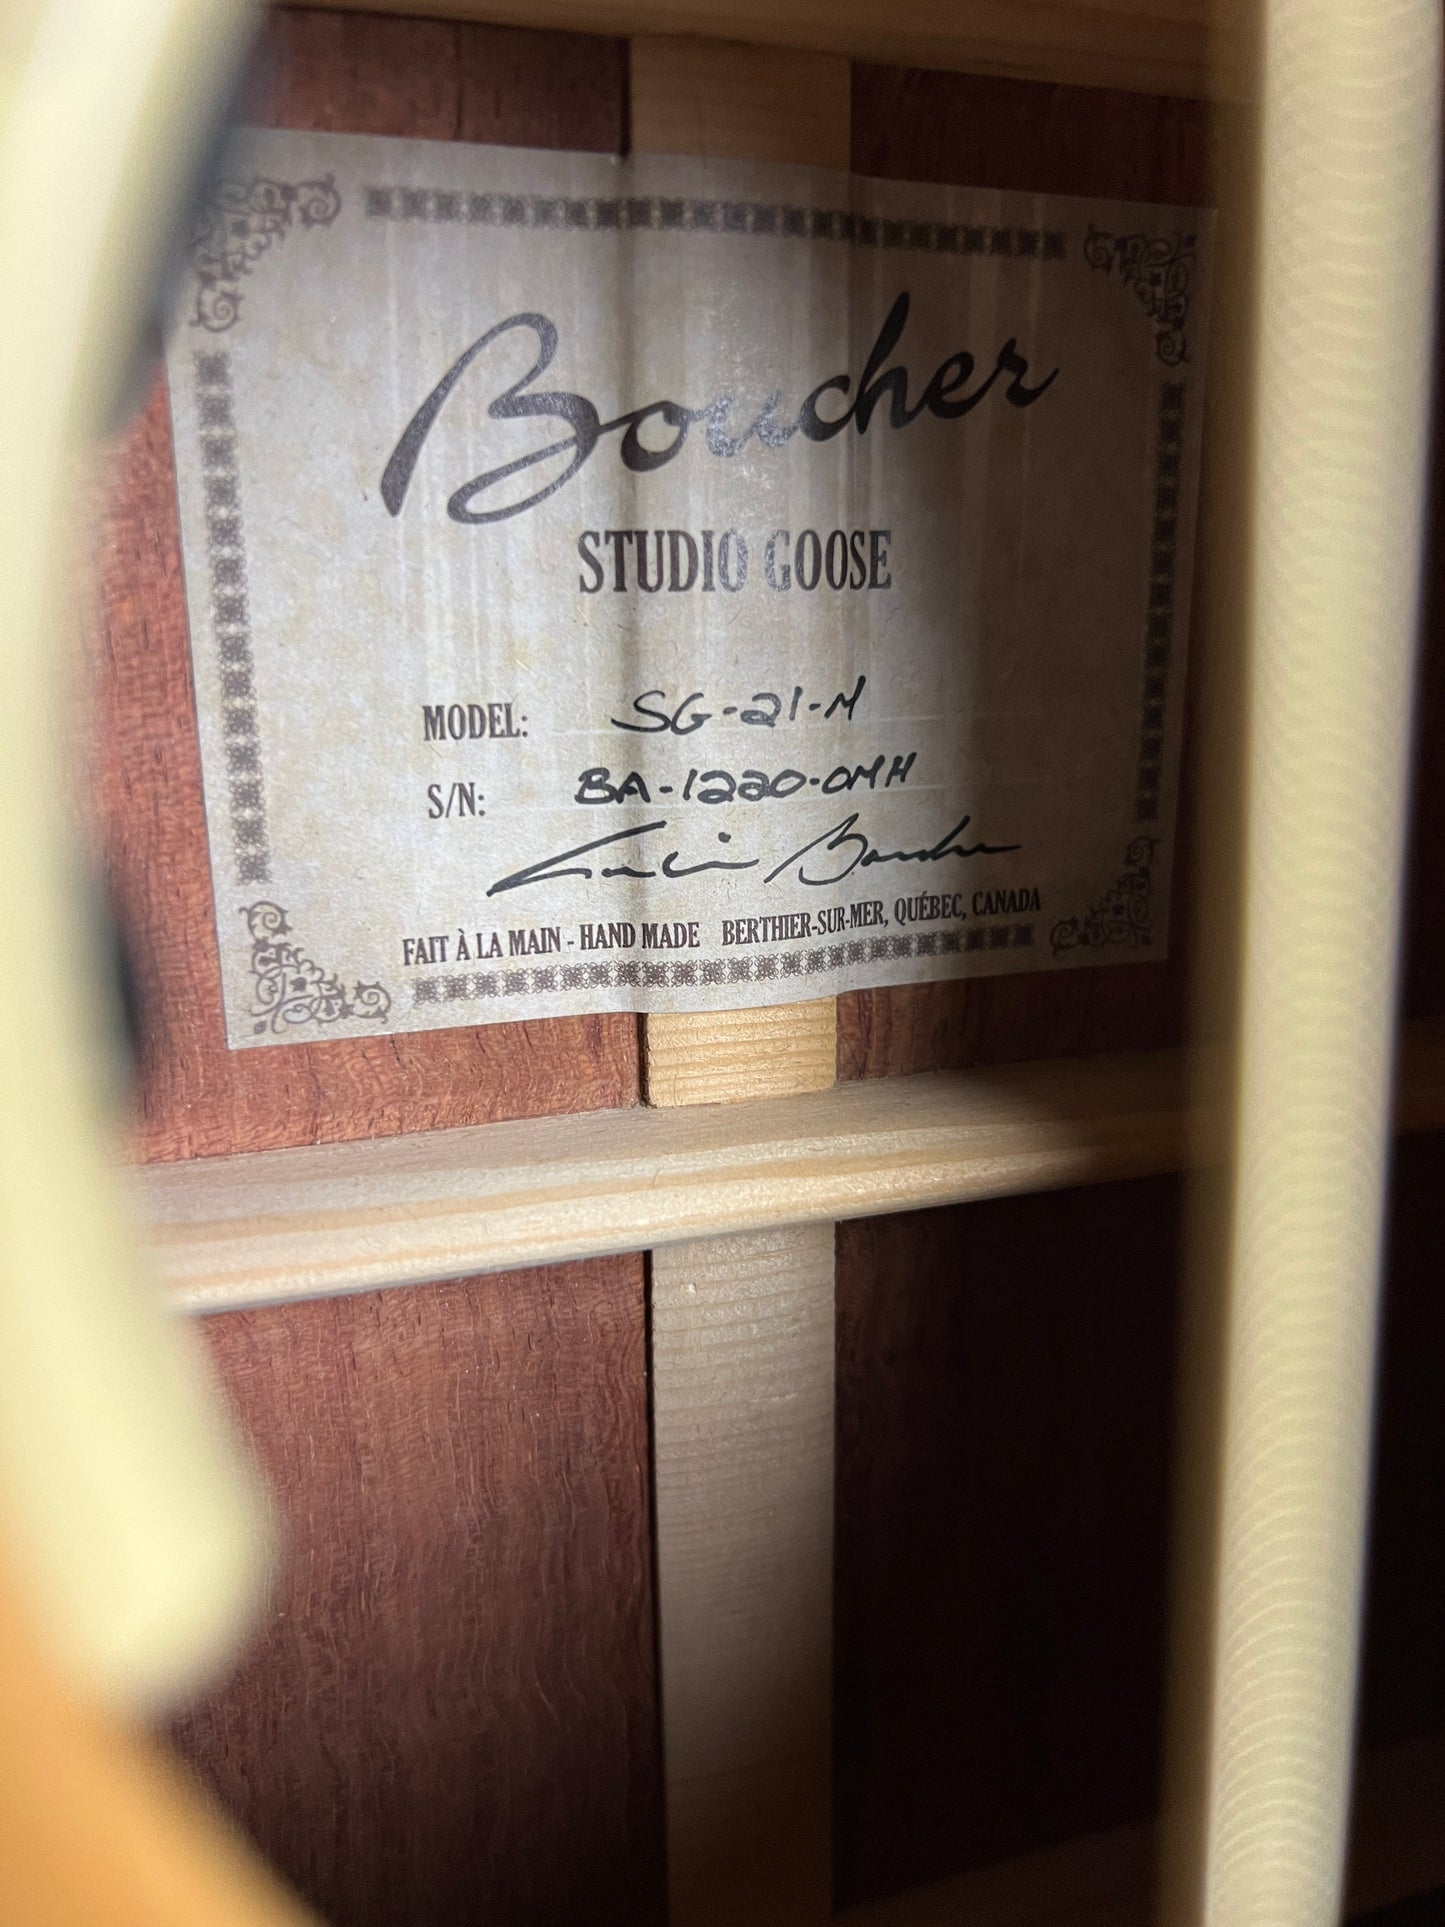 Boucher
STUDIO GOOSE
MODEL: SG-21-M
S/N: BA-1220-OMH
FAIT À LA MAIN - HAND MADE BERTHIER-SUR-MER, QUÉBEC, CANADA